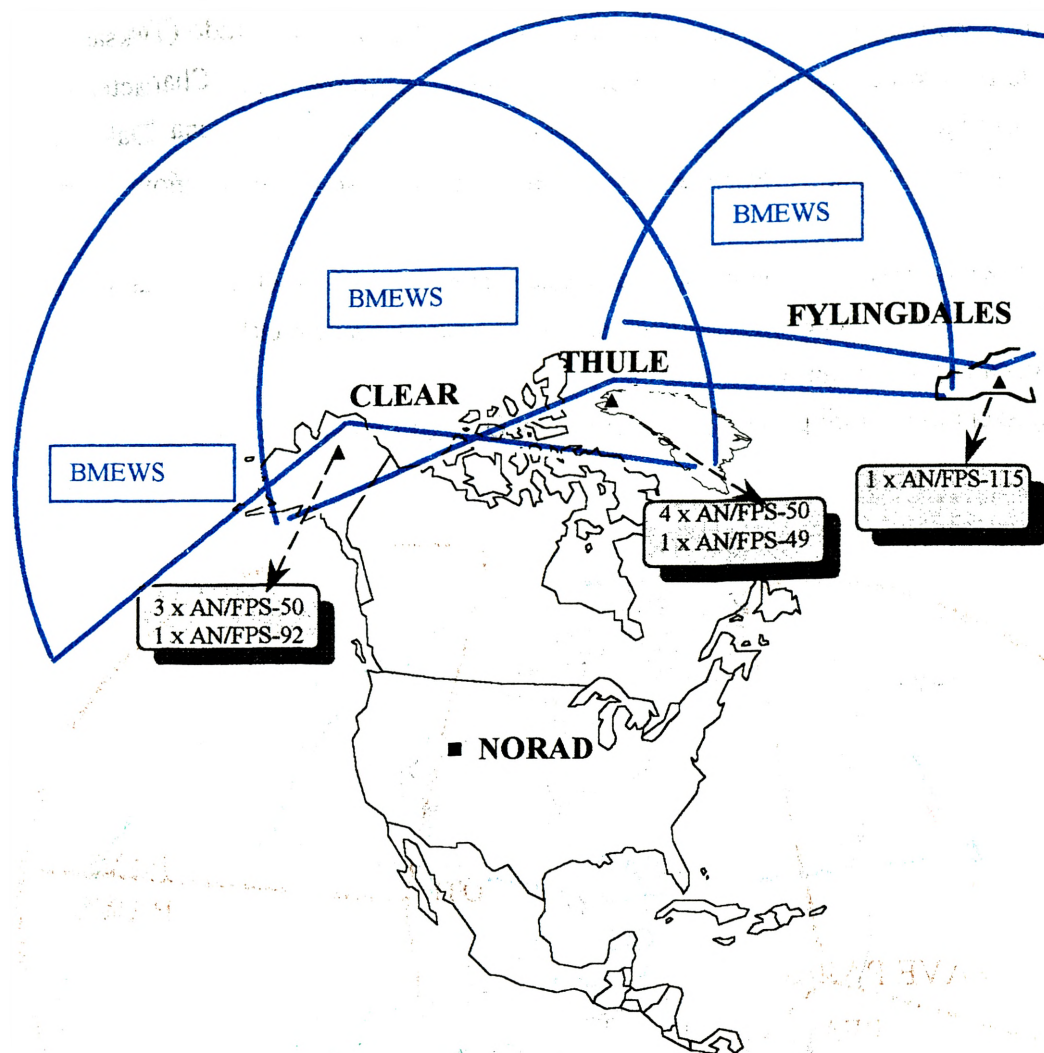 BMEWS
FYLINGDALES
BMEWS
THULE
CLEAR
BMEWS
1 x AN/FPS-115
4 x AN/FPS-50
1 x AN/FPS-49
3 x AN/FPS-50
1 x AN/FPS-92
NORAD